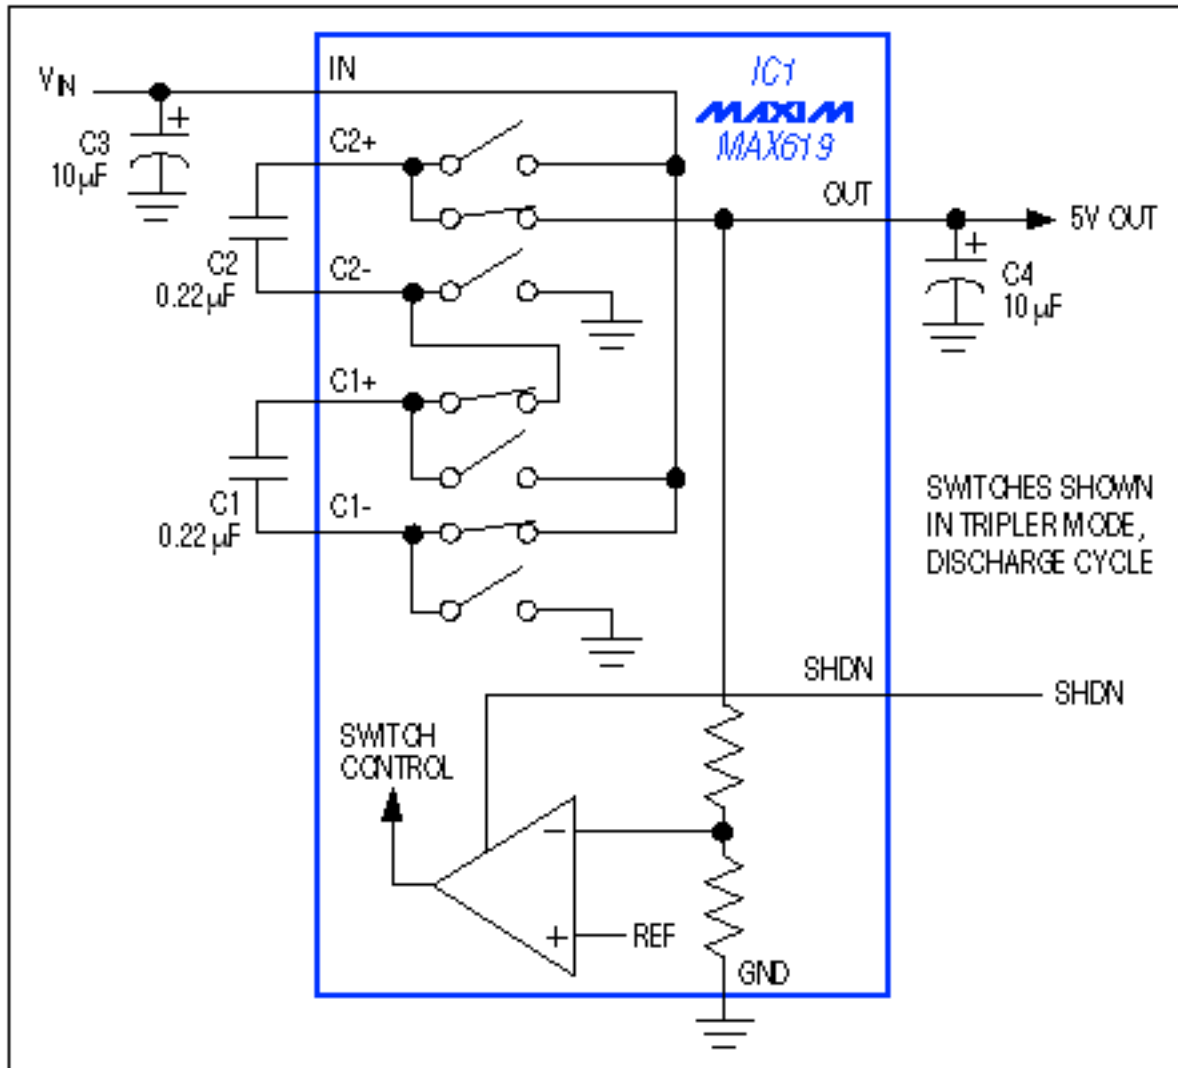 VIN
IN
IC1
MAXIM
MAX619
C3
10µF
+
C2+
OUT
5V OUT
C2
0.22µF
C2-
+
C4
10µF
C1+
C1
0.22µF
C1-
SWITCHES SHOWN
IN TRIPLER MODE,
DISCHARGE CYCLE
SHDN
SHDN
SWITCH
CONTROL
−
+
REF
GND